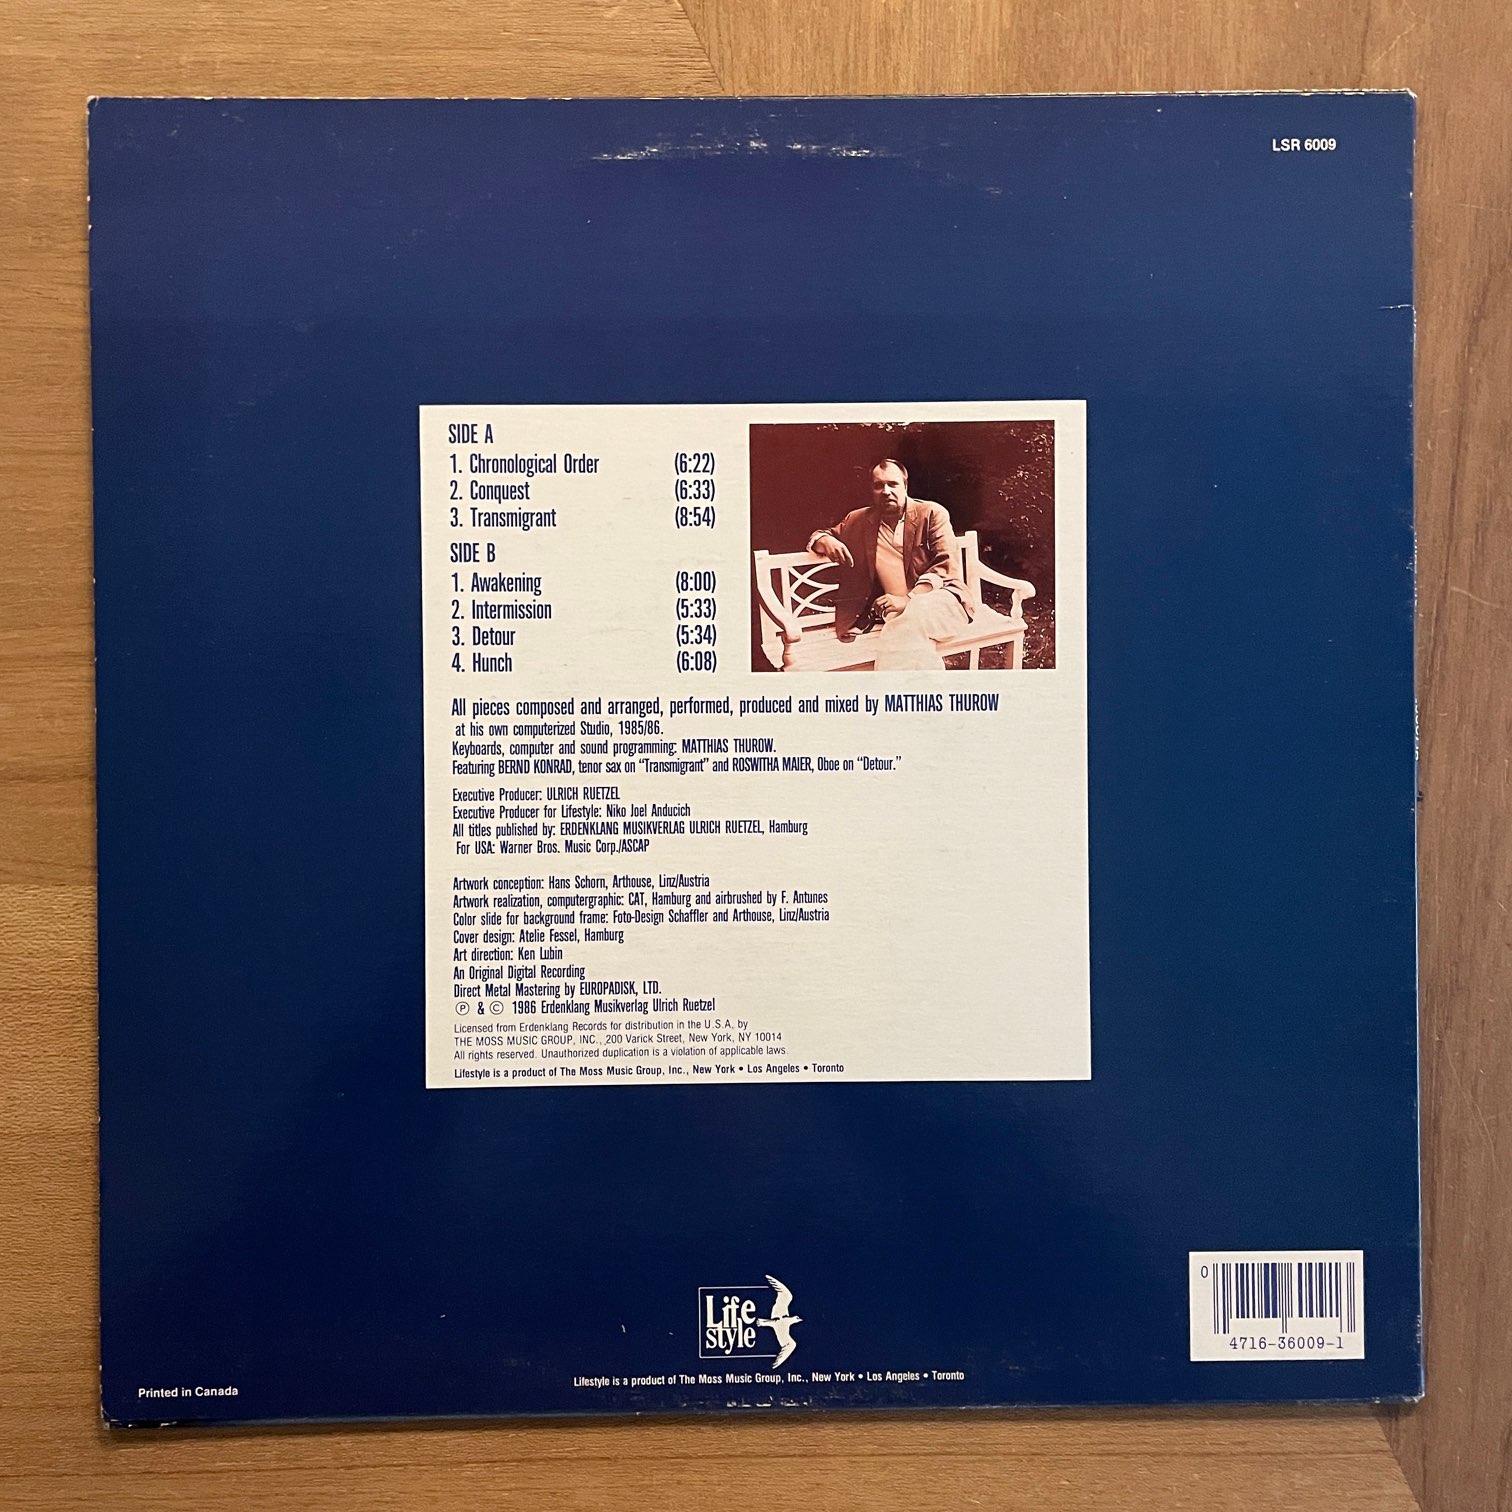 LSR 6009
SIDE A
1. Chronological Order (6:22)
2. Conquest (6:33)
3. Transmigrant (8:54)
SIDE B
1. Awakening (8:00)
2. Intermission (5:33)
3. Detour (5:34)
4. Hunch (6:08)
All pieces composed and arranged, performed, produced and mixed by MATTHIAS THUROW
at his own computerized Studio, 1985/86.
Keyboards, computer and sound programming: MATTHIAS THUROW.
Featuring BERND KONRAD, tenor sax on “Transmigrant” and ROSWITHA MAIER, Oboe on “Detour.”
Executive Producer: ULRICH RUETZEL
Executive Producer for Lifestyle: Niko Joel Anducich
All titles published by: ERDENKLANG MUSIKVERLAG ULRICH RUETZEL, Hamburg
For USA: Warner Bros. Music Corp./ASCAP
Artwork conception: Hans Schorn, Arthouse, Linz/Austria
Artwork realization, computergraphic: CAT, Hamburg and airbrushed by F. Antunes
Color slide for background frame: Foto-Design Schaffler and Arthouse, Linz/Austria
Cover design: Atelie Fessel, Hamburg
Art direction: Ken Lubin
An Original Digital Recording
Direct Metal Mastering by EUROPADISK, LTD.
Ⓟ & © 1986 Erdenklang Musikverlag Ulrich Ruetzel
Licensed from Erdenklang Records for distribution in the U.S.A. by
THE MOSS MUSIC GROUP, INC., 200 Varick Street, New York, NY 10014
All rights reserved. Unauthorized duplication is a violation of applicable laws.
Lifestyle is a product of The Moss Music Group, Inc., New York • Los Angeles • Toronto
Life
style
Lifestyle is a product of The Moss Music Group, Inc., New York • Los Angeles • Toronto
0
4716-36009-1
Printed in Canada